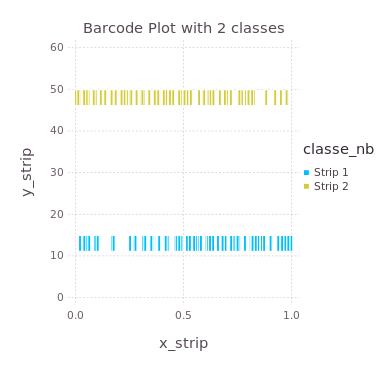 Barcode Plot with 2 classes
60
50
40
30
20
10
0
y_strip
0.0 0.5 1.0
x_strip
classe_nb
Strip 1
Strip 2